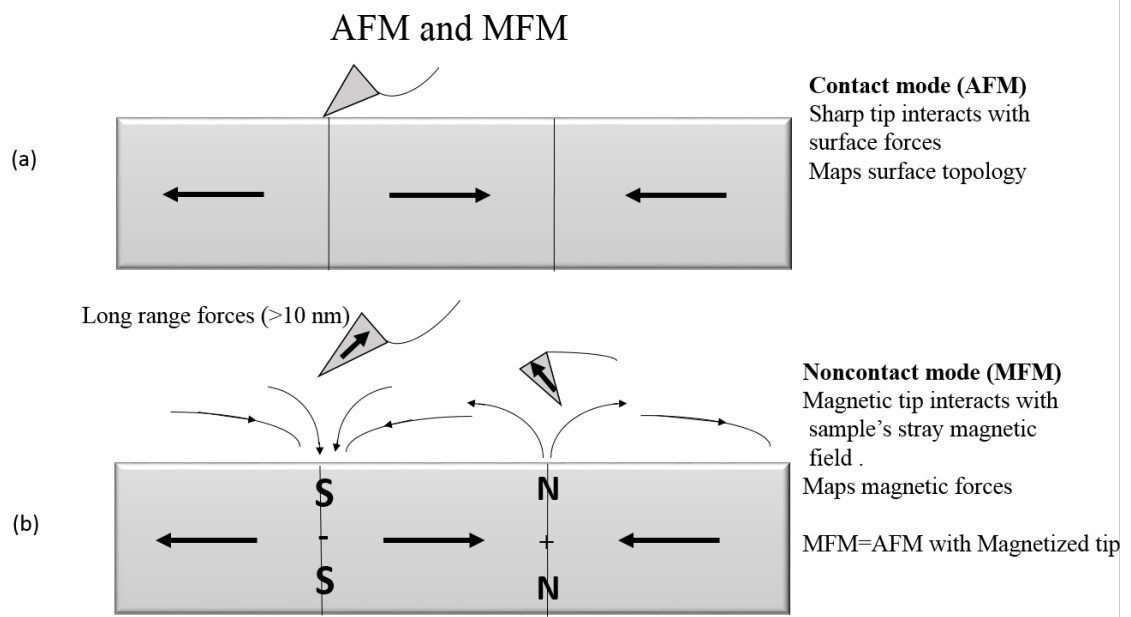 AFM and MFM
Contact mode (AFM)
Sharp tip interacts with
surface forces
Maps surface topology
(a)
Long range forces (>10 nm)
Noncontact mode (MFM)
Magnetic tip interacts with
sample’s stray magnetic
field .
Maps magnetic forces
MFM=AFM with Magnetized tip
(b)
S
-
S
N
+
N